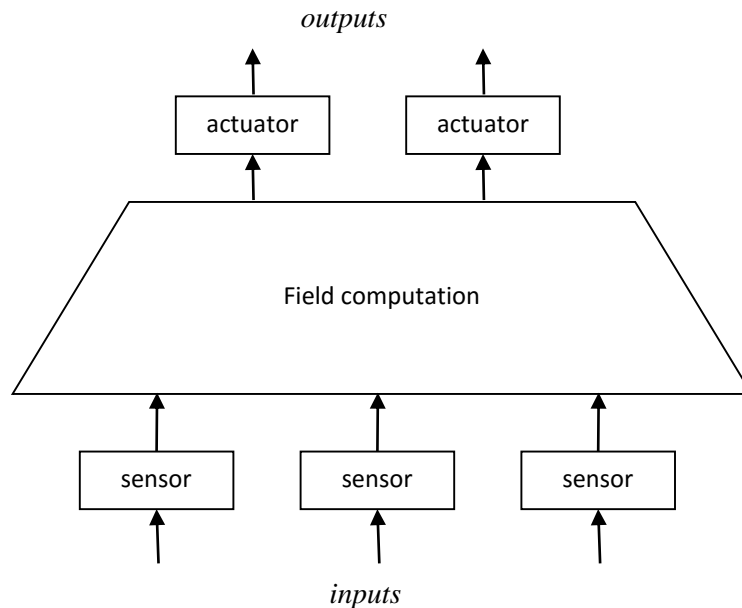 outputs
actuator actuator
Field computation
sensor sensor sensor
inputs